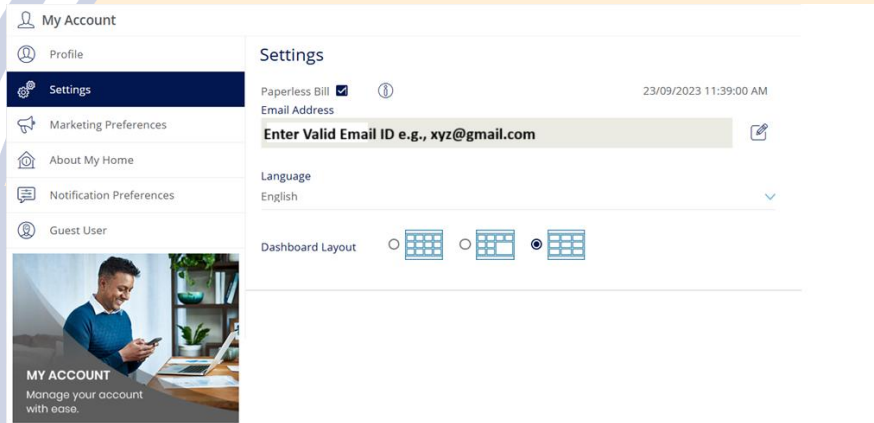 My Account
Profile
Settings
Marketing Preferences
About My Home
Notification Preferences
Guest User
MY ACCOUNT
Manage your account
with ease.
Settings
Paperless Bill 23/09/2023 11:39:00 AM
Email Address
Enter Valid Email ID e.g., xyz@gmail.com
Language
English
Dashboard Layout